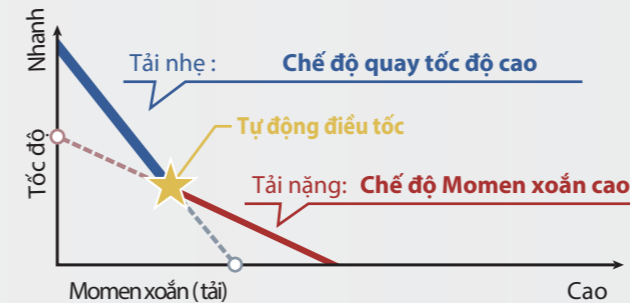 Nhanh
Tải nhẹ : Chế độ quay tốc độ cao
Tự động điều tốc
Tốc độ
Tải nặng: Chế độ Momen xoắn cao
Momen xoắn ( tải)
Cao